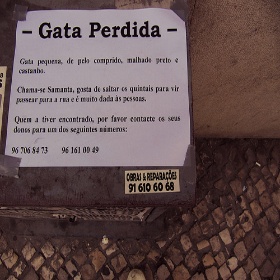 – Gata Perdida –
Gata pequena, de pelo comprido, malhado preto e
castanho.
Chama-se Samanta, gosta de saltar os quintais para vir
passear para a rua e é muito dada às pessoas.
Quem a tiver encontrado, por favor contacte os seus
donos para um dos seguintes números:
96 706 84 73 96 161 00 49
OBRAS & REPARAÇÕES
91 610 60 68